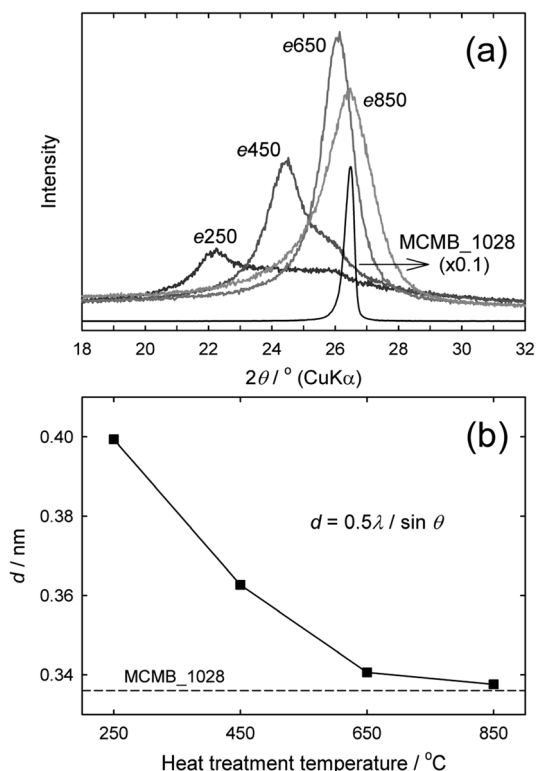 (a)
e650
e850
e450
e250
MCMB_1028
(x0.1)
Intensity
18 20 22 24 26 28 30 32
2θ / ° (CuKα)
(b)
0.40
0.38
0.36
0.34
d / nm
d = 0.5λ / sin θ
MCMB_1028
250 450 650 850
Heat treatment temperature / °C